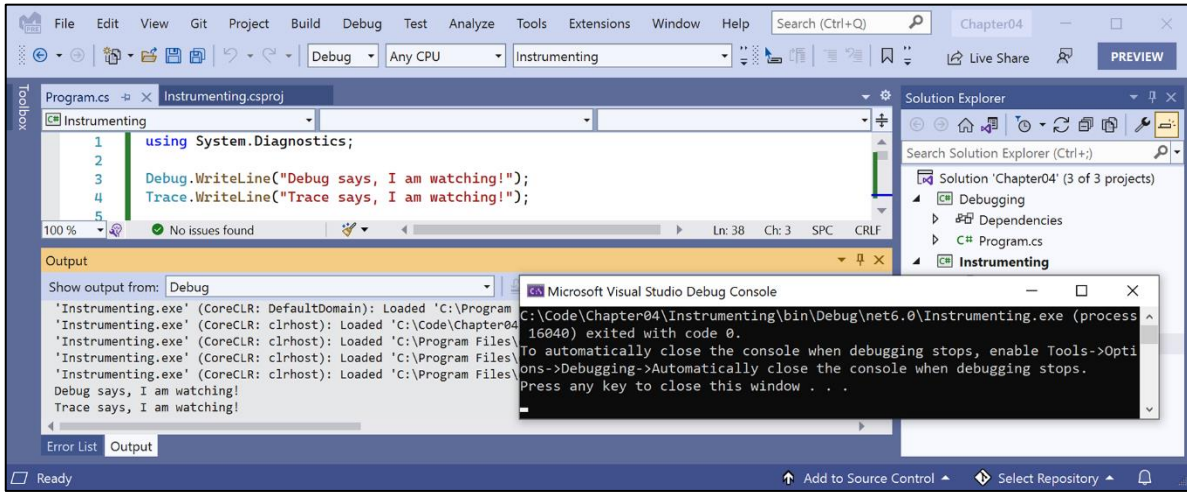 File Edit View Git Project Build Debug Test Analyze Tools Extensions Window Help Search (Ctrl+Q) Chapter04
Debug Any CPU Instrumenting Live Share PREVIEW
Toolbox
Program.cs Instrumenting.csproj
Instrumenting
1 using System.Diagnostics;
2
3 Debug.WriteLine("Debug says, I am watching!");
4 Trace.WriteLine("Trace says, I am watching!");
5
100 % No issues found Ln: 38 Ch: 3 SPC CRLF
Output
Show output from: Debug
'Instrumenting.exe' (CoreCLR: DefaultDomain): Loaded 'C:\Program
'Instrumenting.exe' (CoreCLR: clrhost): Loaded 'C:\Code\Chapter04
'Instrumenting.exe' (CoreCLR: clrhost): Loaded 'C:\Program Files\
'Instrumenting.exe' (CoreCLR: clrhost): Loaded 'C:\Program Files\
'Instrumenting.exe' (CoreCLR: clrhost): Loaded 'C:\Program Files\
Debug says, I am watching!
Trace says, I am watching!
Error List Output
Solution Explorer
Search Solution Explorer (Ctrl+;)
Solution 'Chapter04' (3 of 3 projects)
C# Debugging
Dependencies
C# Program.cs
C# Instrumenting
Microsoft Visual Studio Debug Console
C:\Code\Chapter04\Instrumenting\bin\Debug\net6.0\Instrumenting.exe (process
16040) exited with code 0.
To automatically close the console when debugging stops, enable Tools->Opti
ons->Debugging->Automatically close the console when debugging stops.
Press any key to close this window . . .
Ready Add to Source Control Select Repository